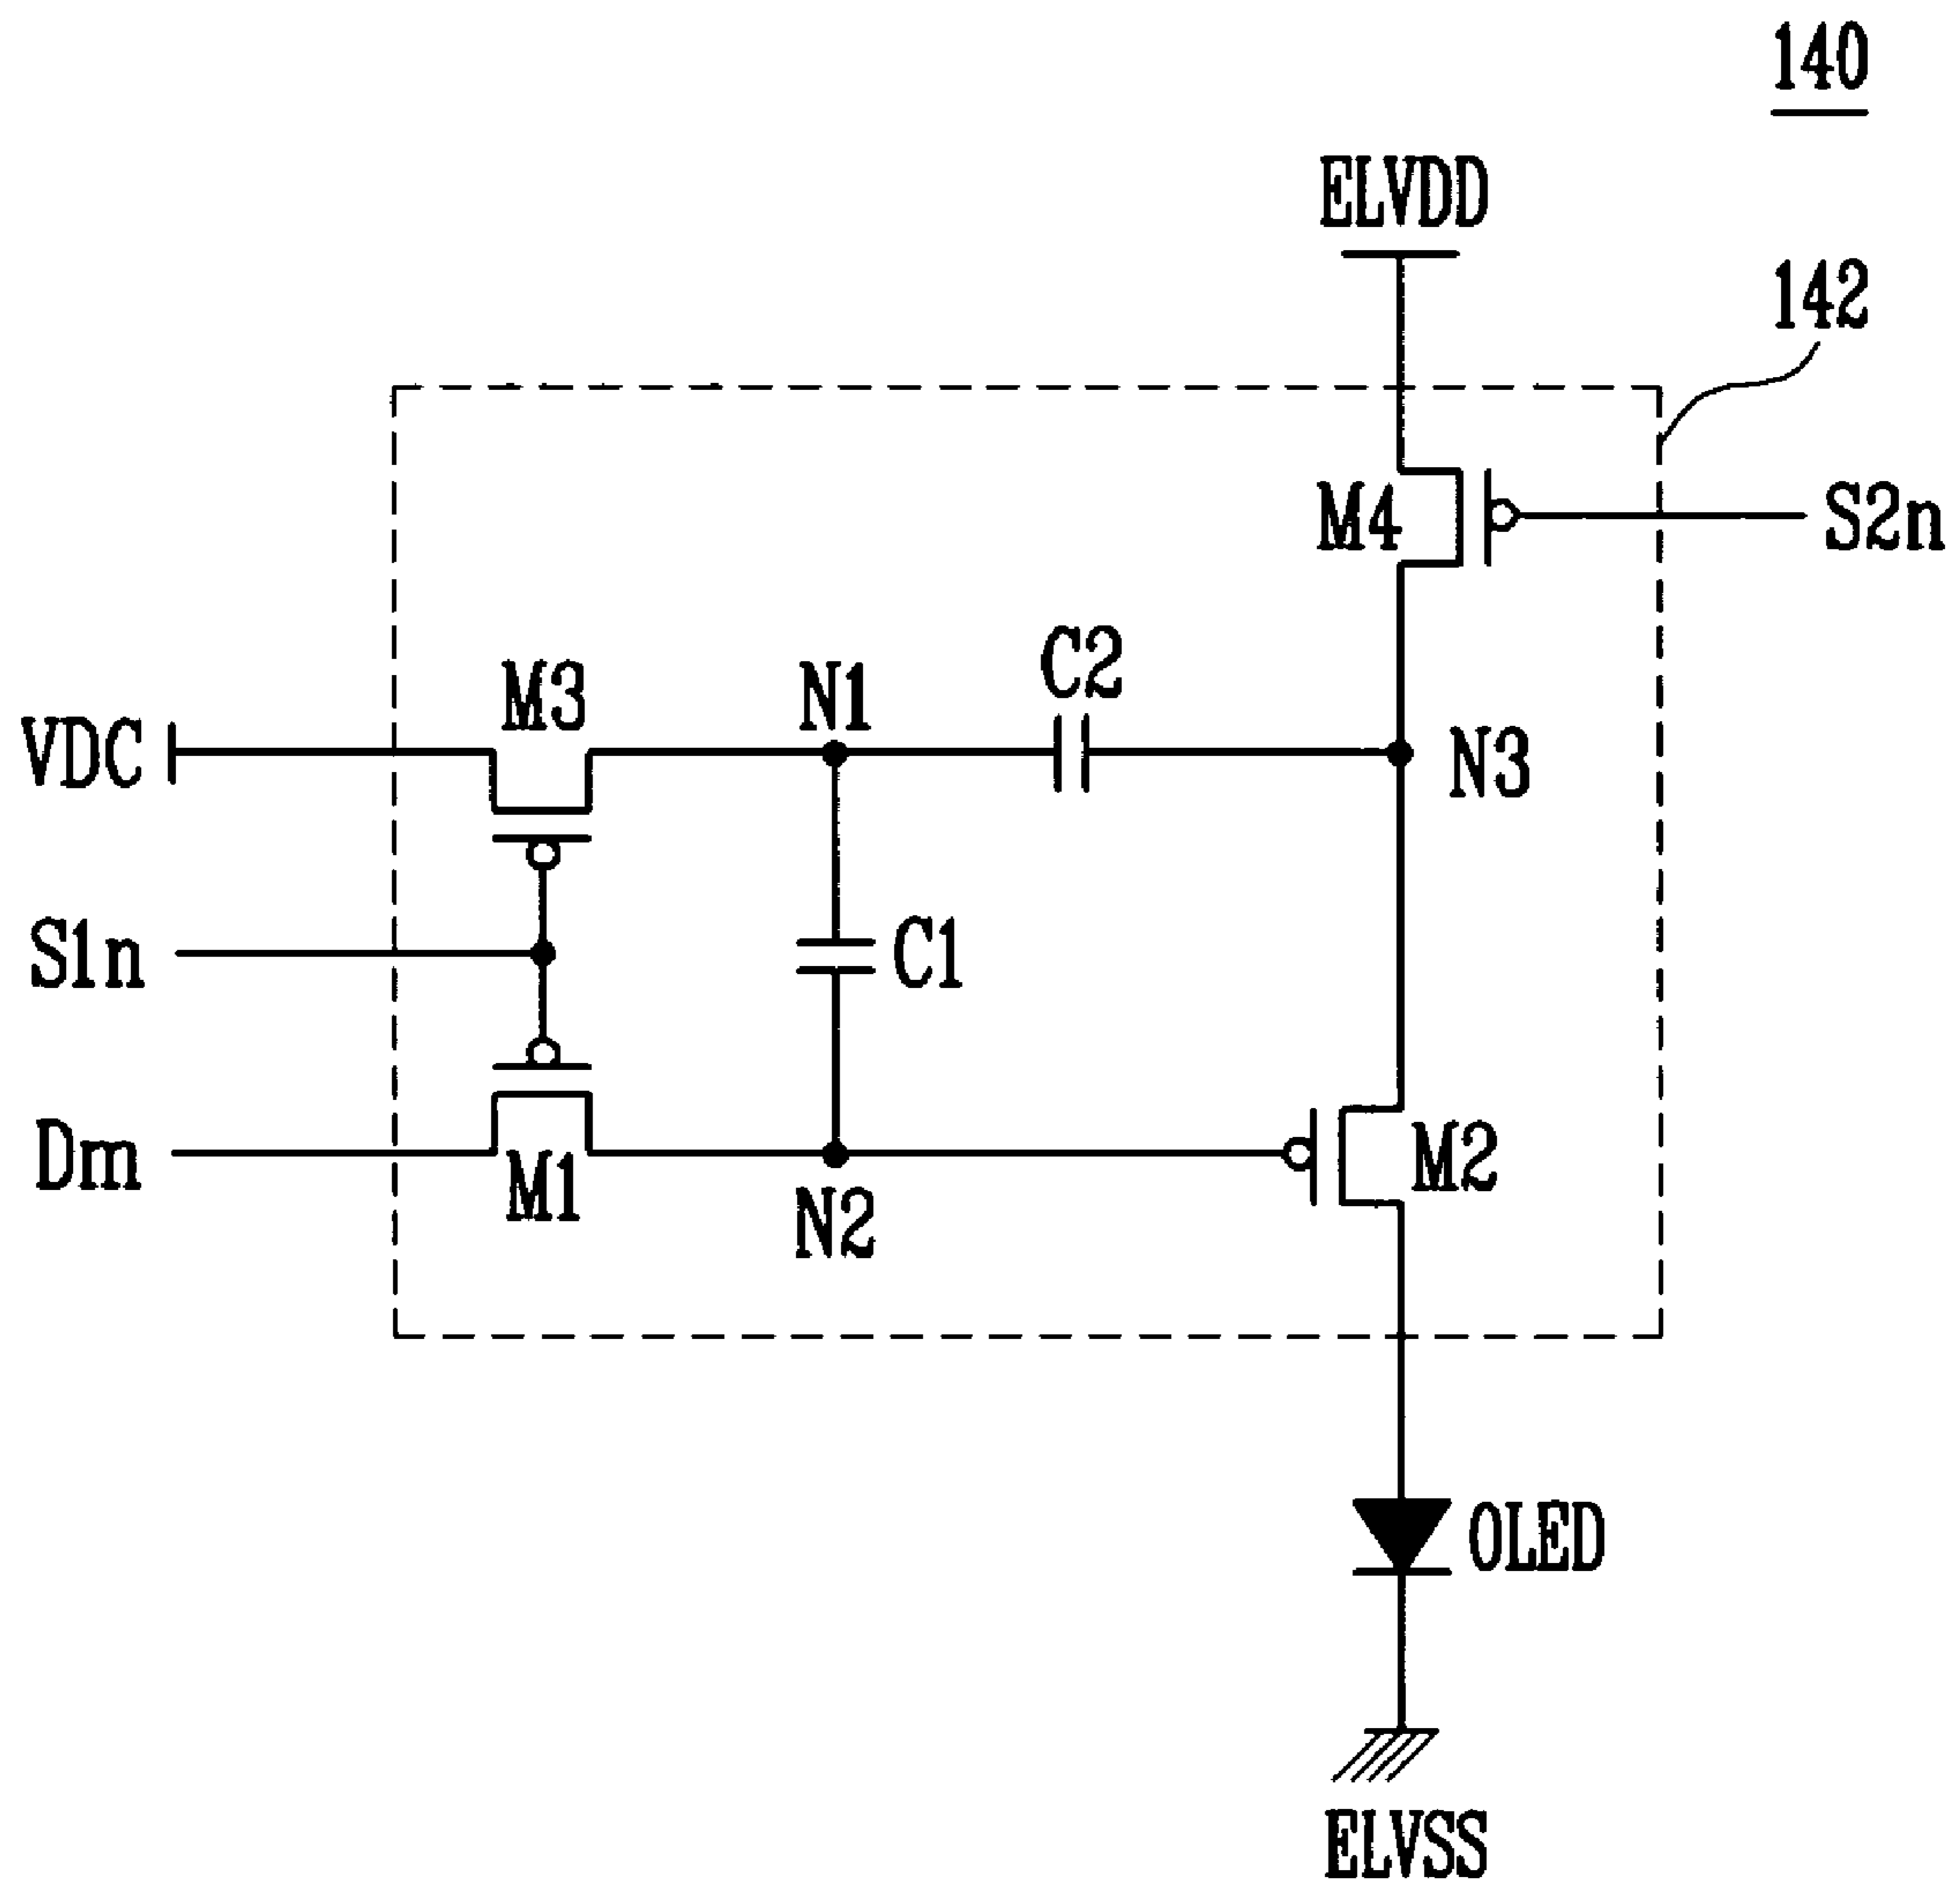 140
ELVDD
142
M4
S2n
C2
M3
N1
VDC
N3
S1n
C1
Dm
M1
M2
N2
OLED
ELVSS